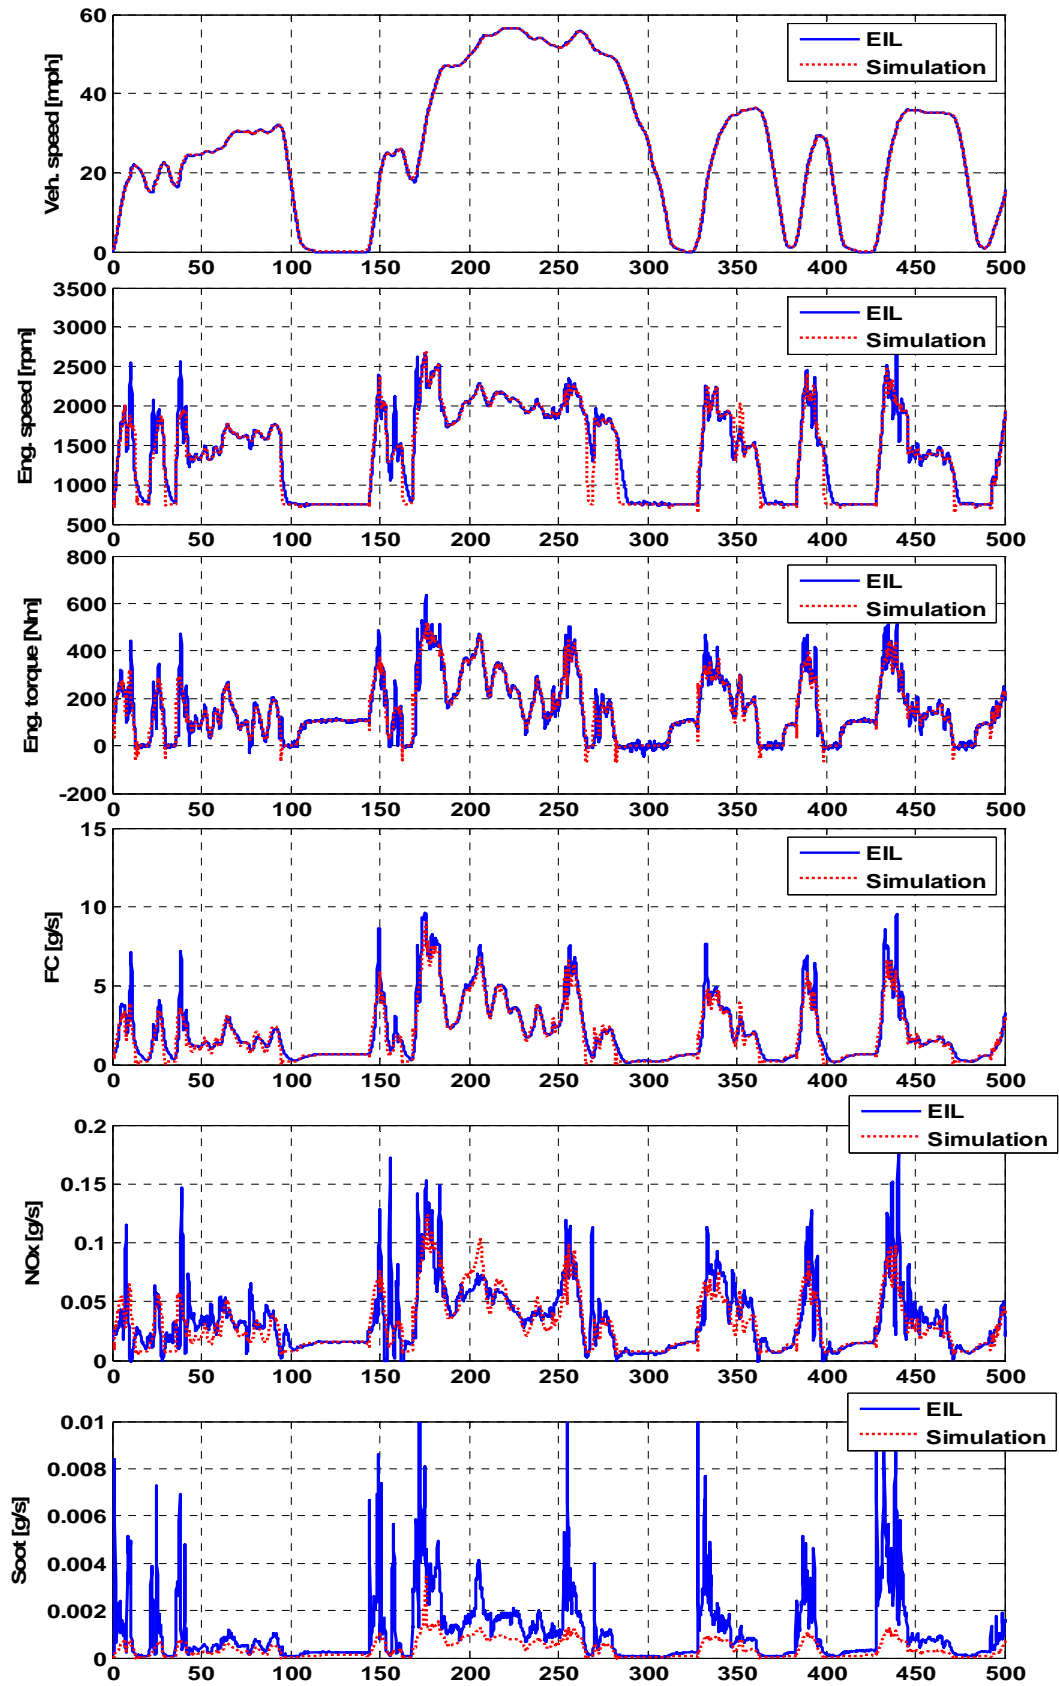 60
40
20
0
Veh. speed [mph]
EIL
Simulation
0 50 100 150 200 250 300 350 400 450 500
3500
3000
2500
2000
1500
1000
500
Eng. speed [rpm]
EIL
Simulation
0 50 100 150 200 250 300 350 400 450 500
800
600
400
200
0
-200
Eng. torque [Nm]
EIL
Simulation
0 50 100 150 200 250 300 350 400 450 500
15
10
5
0
FC [g/s]
EIL
Simulation
0 50 100 150 200 250 300 350 400 450 500
0.2
0.15
0.1
0.05
0
NOx [g/s]
EIL
Simulation
0 50 100 150 200 250 300 350 400 450 500
0.01
0.008
0.006
0.004
0.002
0
Soot [g/s]
EIL
Simulation
0 50 100 150 200 250 300 350 400 450 500